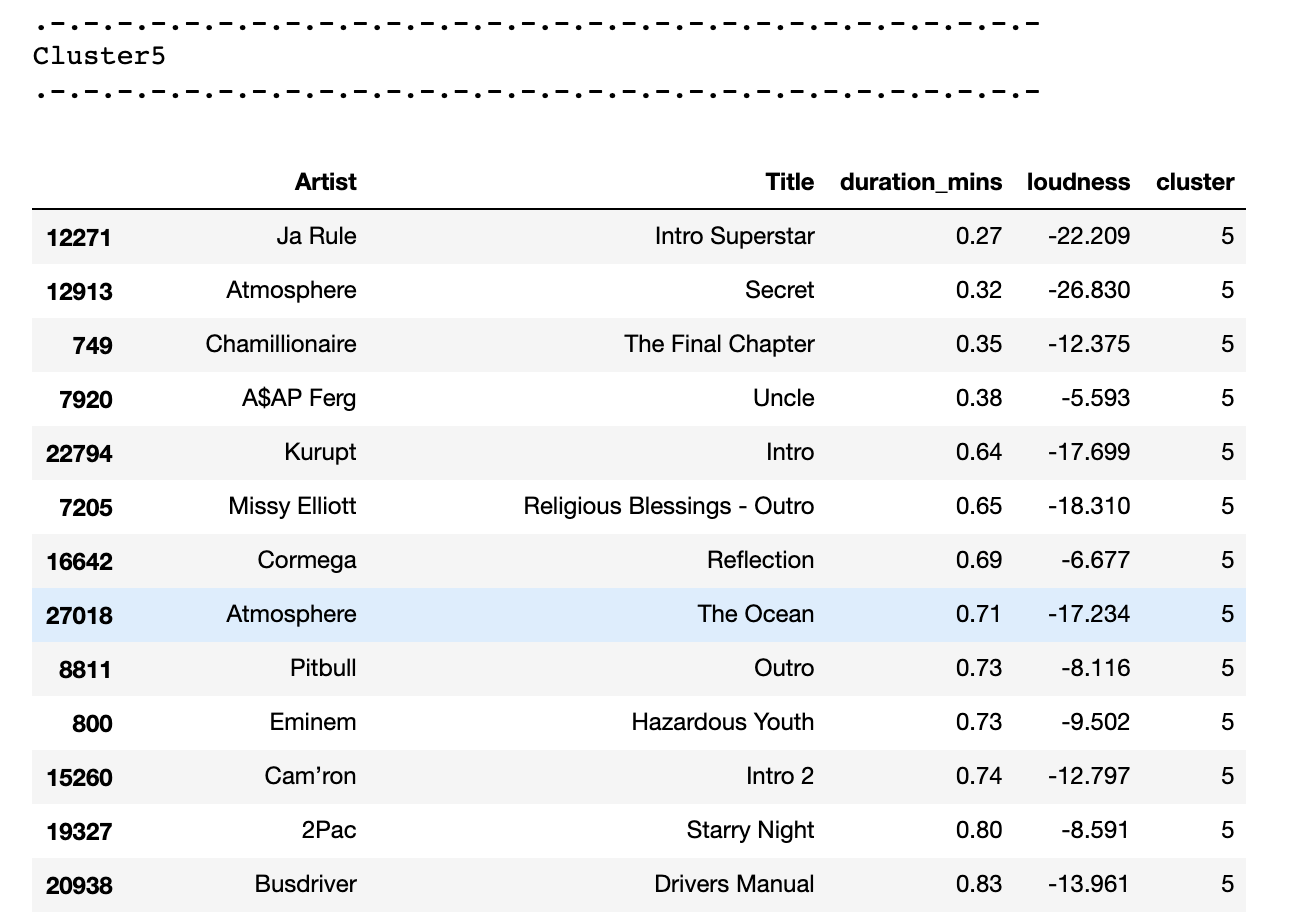 .-.-.-.-.-.-.-.-.-.-.-.-.-.-.-.-.-.-.-.-.-.-.-.-.-.-.-.-.-.-
Cluster5
.-.-.-.-.-.-.-.-.-.-.-.-.-.-.-.-.-.-.-.-.-.-.-.-.-.-.-.-.-.-
Artist Title duration_mins loudness cluster
12271 Ja Rule Intro Superstar 0.27 -22.209 5
12913 Atmosphere Secret 0.32 -26.830 5
749 Chamillionaire The Final Chapter 0.35 -12.375 5
7920 A$AP Ferg Uncle 0.38 -5.593 5
22794 Kurupt Intro 0.64 -17.699 5
7205 Missy Elliott Religious Blessings - Outro 0.65 -18.310 5
16642 Cormega Reflection 0.69 -6.677 5
27018 Atmosphere The Ocean 0.71 -17.234 5
8811 Pitbull Outro 0.73 -8.116 5
800 Eminem Hazardous Youth 0.73 -9.502 5
15260 Cam’ron Intro 2 0.74 -12.797 5
19327 2Pac Starry Night 0.80 -8.591 5
20938 Busdriver Drivers Manual 0.83 -13.961 5